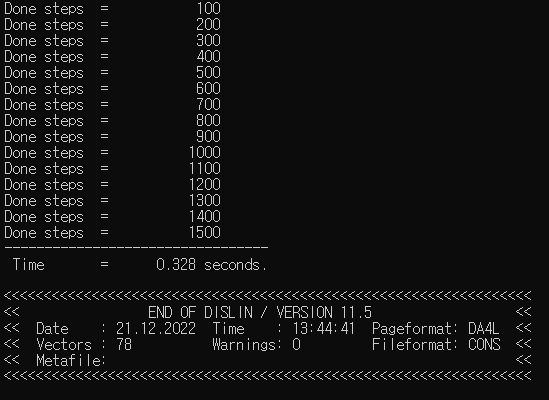 Done steps  =           100
Done steps  =           200
Done steps  =           300
Done steps  =           400
Done steps  =           500
Done steps  =           600
Done steps  =           700
Done steps  =           800
Done steps  =           900
Done steps  =          1000
Done steps  =          1100
Done steps  =          1200
Done steps  =          1300
Done steps  =          1400
Done steps  =          1500
---------------------------------
 Time       =      0.328 seconds.
<<<<<<<<<<<<<<<<<<<<<<<<<<<<<<<<<<<<<<<<<<<<<<<<<<<<<<<<<<<<<<<<<<
<<                END OF DISLIN / VERSION 11.5                  <<
<<  Date    : 21.12.2022  Time    : 13:44:41  Pageformat: DA4L  <<
<<  Vectors : 78          Warnings: 0         Fileformat: CONS  <<
<<  Metafile:                                                   <<
<<<<<<<<<<<<<<<<<<<<<<<<<<<<<<<<<<<<<<<<<<<<<<<<<<<<<<<<<<<<<<<<<<